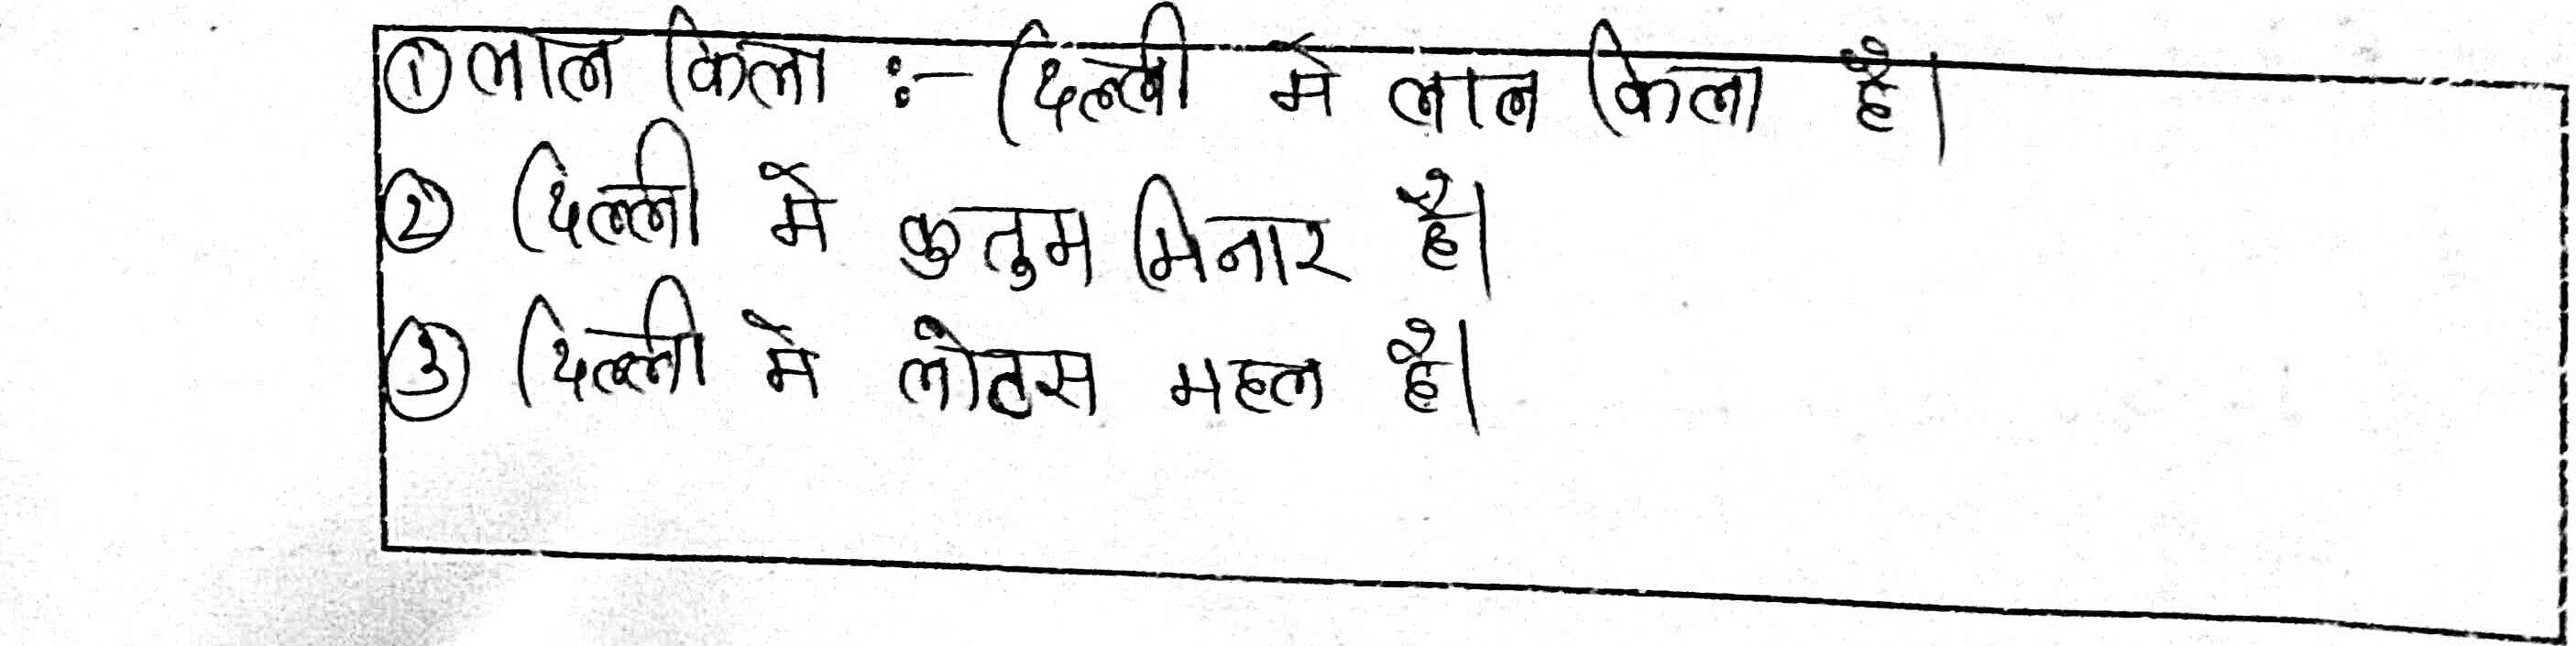 ① लाल किला :- दिल्ली में लाल किला है।
② दिल्ली में कुतुम मिनार है।
③ दिल्ली में लोटस महल है।